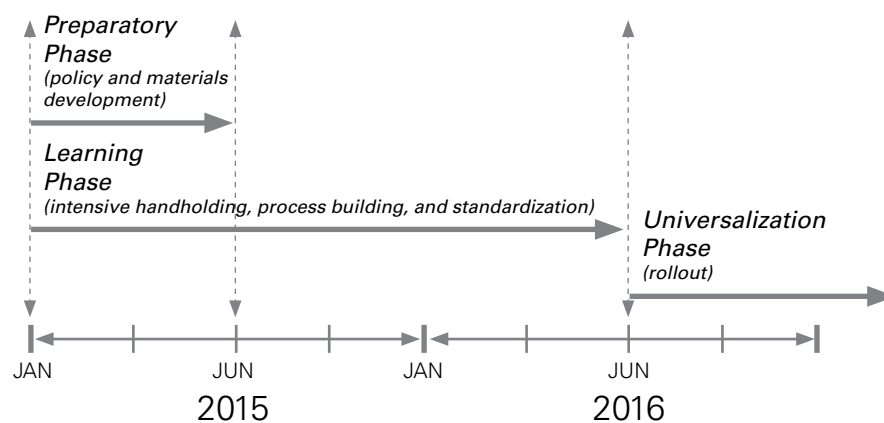 Preparatory
Phase
(policy and materials
development)
Learning
Phase
(intensive handholding, process building, and standardization)
Universalization
Phase
(rollout)
JAN JUN JAN JUN
2015 2016